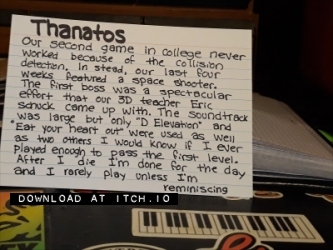 Thanatos
Our second game in college never
worked because of the collision
detection. In stead, our last four
weeks featured a space shooter.
The first boss was a spectacular
effort that our 3D teacher Eric
Schuck came up with. The soundtrack
was large but only "D Elevation" and
"Eat your heart out" were used as well
as two others I would know if I ever
played enough to pass the first level.
After I die I'm done for the day
and I rarely play unless I'm
reminiscing
DOWNLOAD AT ITCH.IO